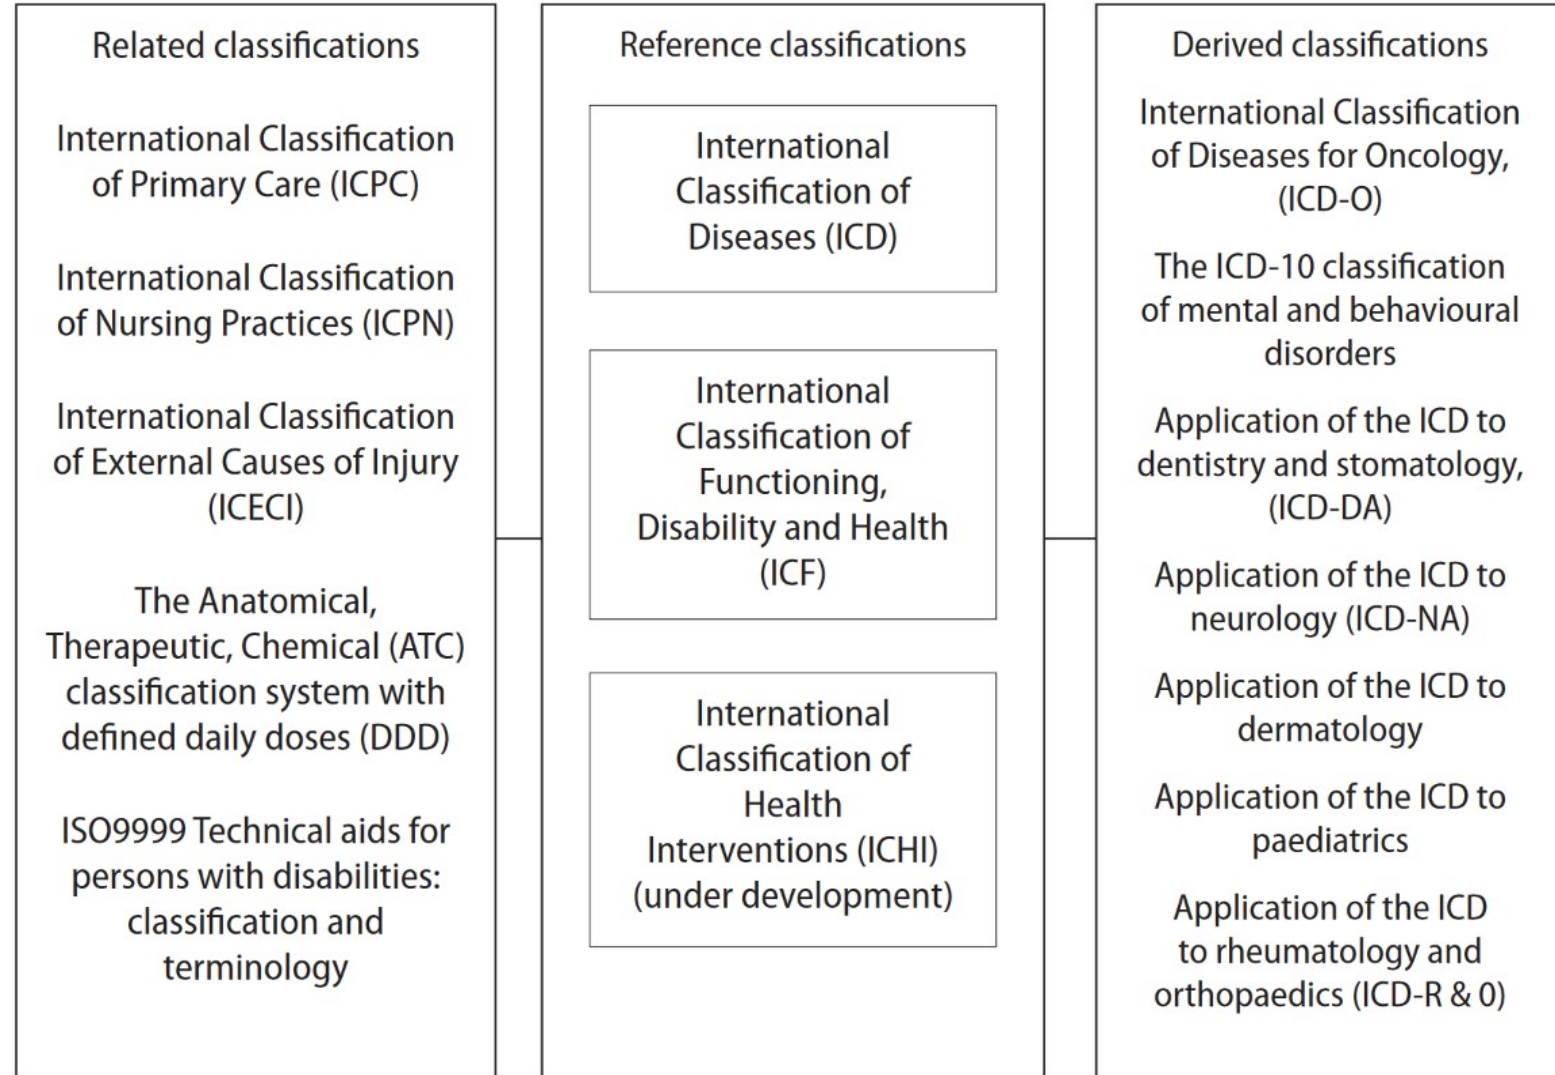 Related classifications
International Classification
of Primary Care (ICPC)
International Classification
of Nursing Practices (ICPN)
International Classification
of External Causes of Injury
(ICECI)
The Anatomical,
Therapeutic, Chemical (ATC)
classification system with
defined daily doses (DDD)
ISO9999 Technical aids for
persons with disabilities:
classification and
terminology
Reference classifications
International
Classification of
Diseases (ICD)
International
Classification of
Functioning,
Disability and Health
(ICF)
International
Classification of
Health
Interventions (ICHI)
(under development)
Derived classifications
International Classification
of Diseases for Oncology,
(ICD-O)
The ICD-10 classification
of mental and behavioural
disorders
Application of the ICD to
dentistry and stomatology,
(ICD-DA)
Application of the ICD to
neurology (ICD-NA)
Application of the ICD to
dermatology
Application of the ICD to
paediatrics
Application of the ICD
to rheumatology and
orthopaedics (ICD-R & 0)